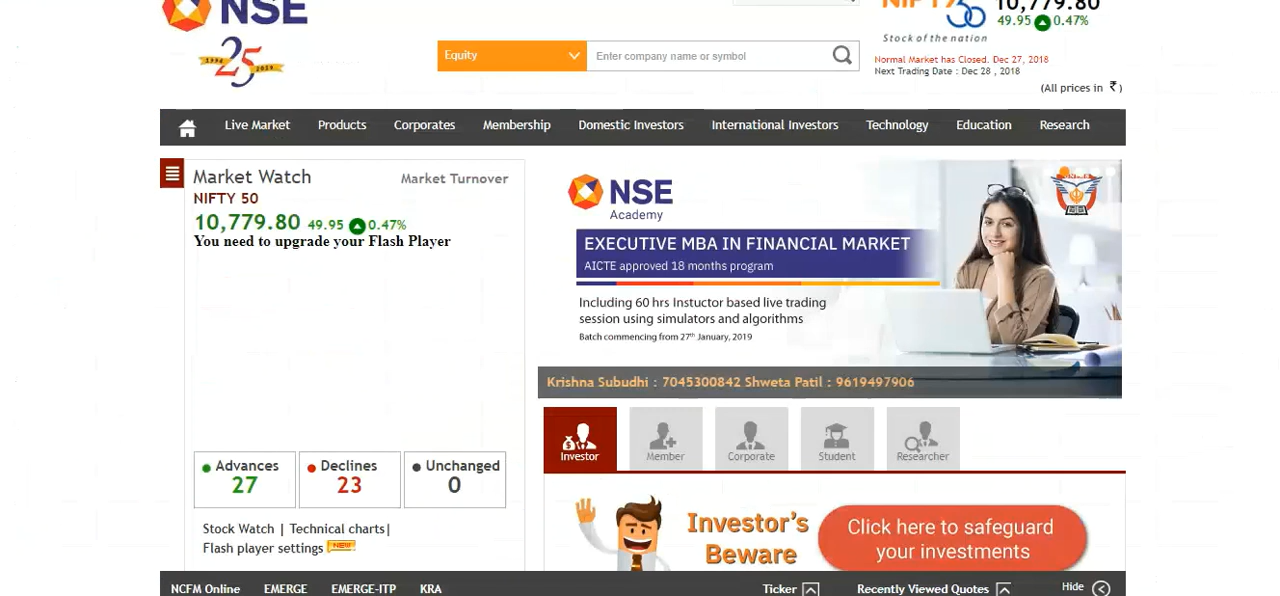 NSE
10,779.80
NIFTY 50
49.95 0.47%
Stock of the nation
1994 25 2019
Equity
Enter company name or symbol
Normal Market has Closed. Dec 27, 2018
Next Trading Date : Dec 28 , 2018
(All prices in ₹ )
Live Market Products Corporates Membership Domestic Investors International Investors Technology Education Research
Market Watch Market Turnover
NIFTY 50
10,779.80 49.95 0.47%
You need to upgrade your Flash Player
Advances
27
Declines
23
Unchanged
0
Stock Watch | Technical charts|
Flash player settings NEW
NSE
Academy
EXECUTIVE MBA IN FINANCIAL MARKET
AICTE approved 18 months program
Including 60 hrs Instuctor based live trading
session using simulators and algorithms
Batch commencing from 27th January, 2019
Krishna Subudhi : 7045300842 Shweta Patil : 9619497906
Investor Member Corporate Student Researcher
Investor's
Beware
Click here to safeguard
your investments
NCFM Online EMERGE EMERGE-ITP KRA Ticker Recently Viewed Quotes Hide